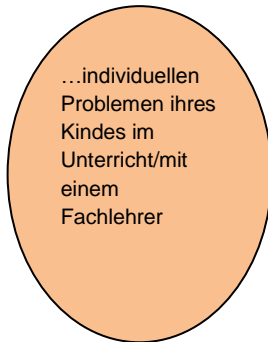 …individuellen
Problemen ihres
Kindes im
Unterricht/mit
einem
Fachlehrer